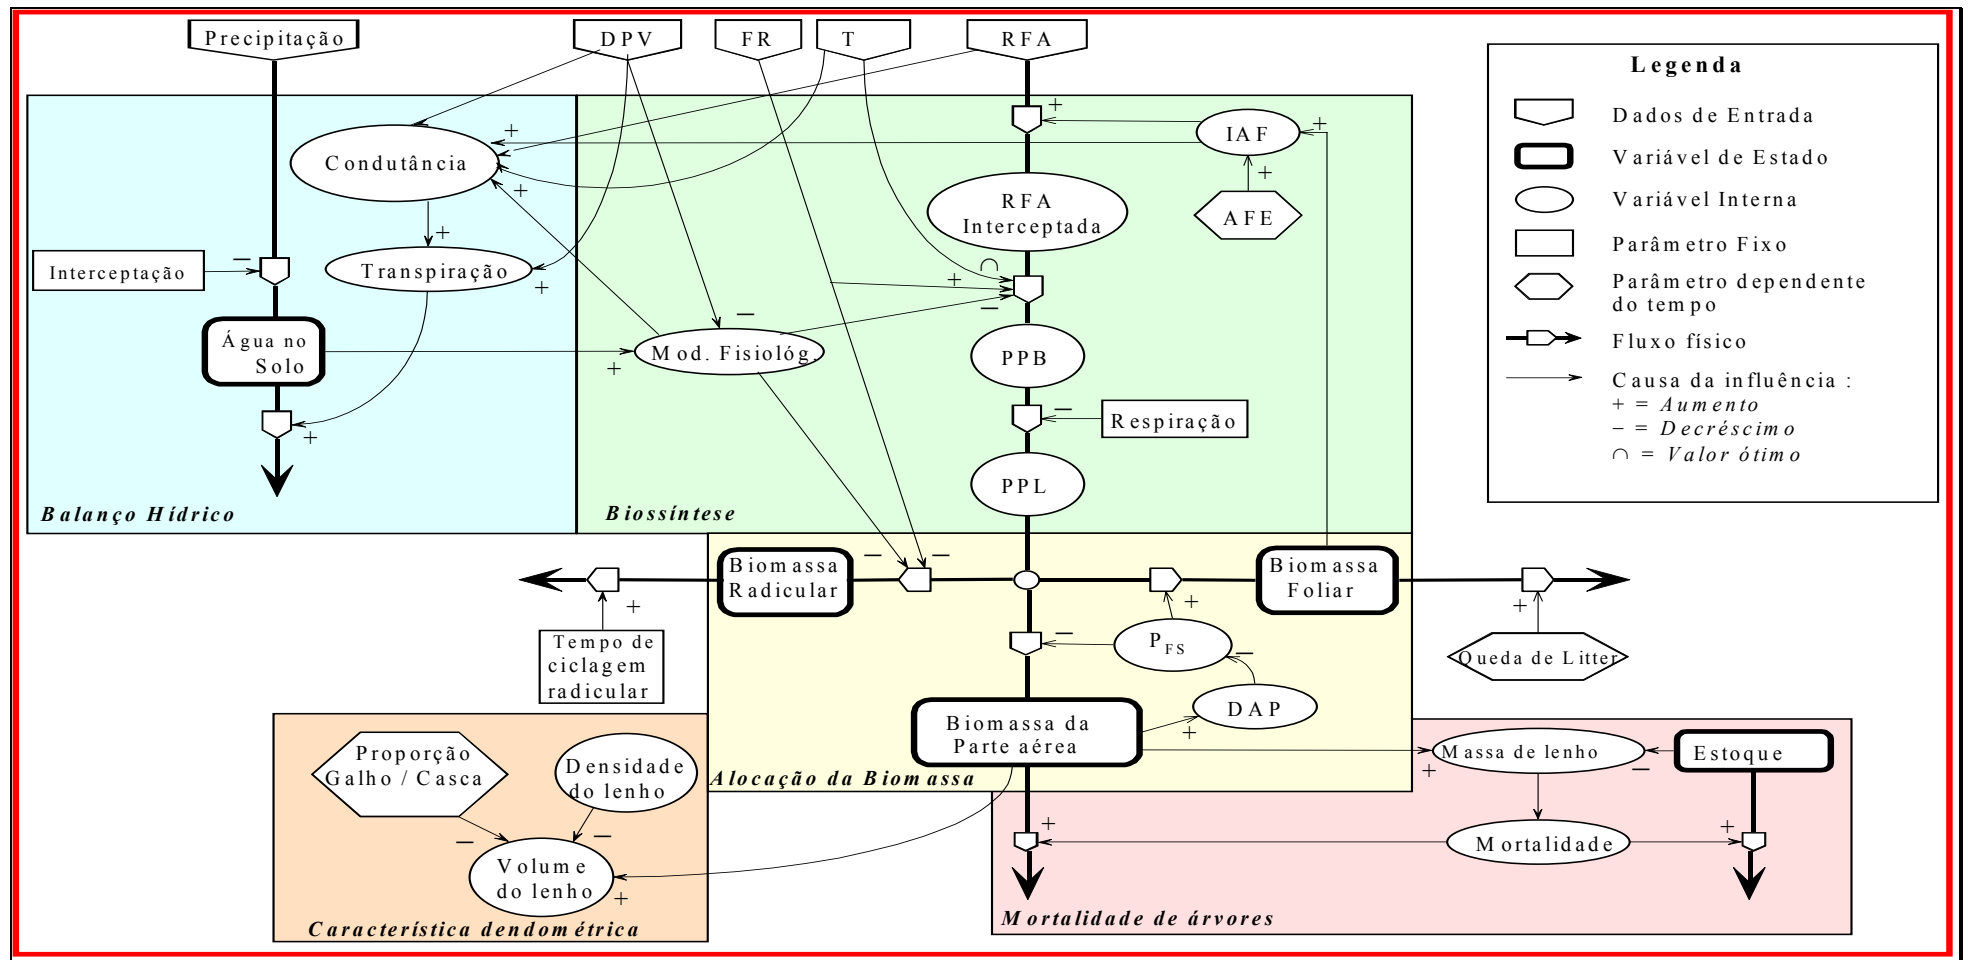 Precipitação
DPV
FR
T
RFA
Legenda
Dados de Entrada
Variável de Estado
Variável Interna
Parâmetro Fixo
Parâmetro dependente
do tempo
Fluxo físico
Causa da influência :
+ = Aumento
− = Decréscimo
∩ = Valor ótimo
Condutância
+
+
Transpiração
+
+
Interceptação
−
Água no
Solo
+
+
Balanço Hídrico
IAF
+
+
+
AFE
RFA
Interceptada
∩
+
−
−
Mod. Fisiológ.
PPB
−
Respiração
PPL
Biossíntese
Biomassa
Radicular
−
−
Biomassa
Foliar
+
Tempo de
ciclagem
radicular
+
Queda de Litter
−
PFS
+
−
DAP
+
Biomassa da
Parte aérea
Alocação da Biomassa
Proporção
Galho / Casca
Densidade
do lenho
−
−
Volume
do lenho
+
Característica dendométrica
Massa de lenho
+
−
Estoque
Mortalidade
+
+
Mortalidade de árvores